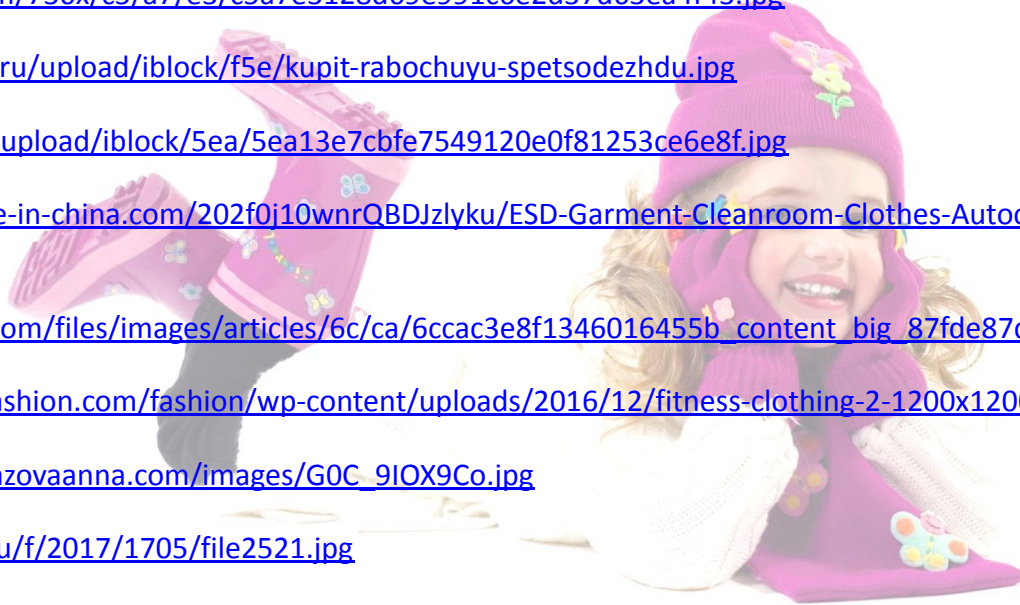 ru/upload/iblock/f5e/kupit-rabochuyu-spetsodezhdu.jpg
upload/iblock/5ea/5ea13e7cbfe7549120e0f81253ce6e8f.jpg
e-in-china.com/202f0j10wnrQBDJzlyku/ESD-Garment-Cleanroom-Clothes-Autoc
om/files/images/articles/6c/ca/6ccac3e8f1346016455b_content_big_87fde87c
ashion.com/fashion/wp-content/uploads/2016/12/fitness-clothing-2-1200x120
azovaanna.com/images/G0C_9IOX9Co.jpg
u/f/2017/1705/file2521.jpg